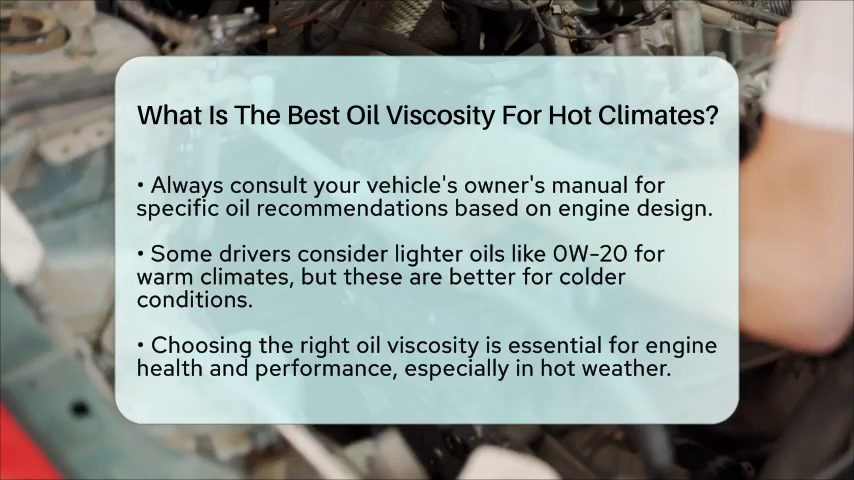 What Is The Best Oil Viscosity For Hot Climates?
• Always consult your vehicle's owner's manual for
specific oil recommendations based on engine design.
• Some drivers consider lighter oils like 0W-20 for
warm climates, but these are better for colder
conditions.
• Choosing the right oil viscosity is essential for engine
health and performance, especially in hot weather.